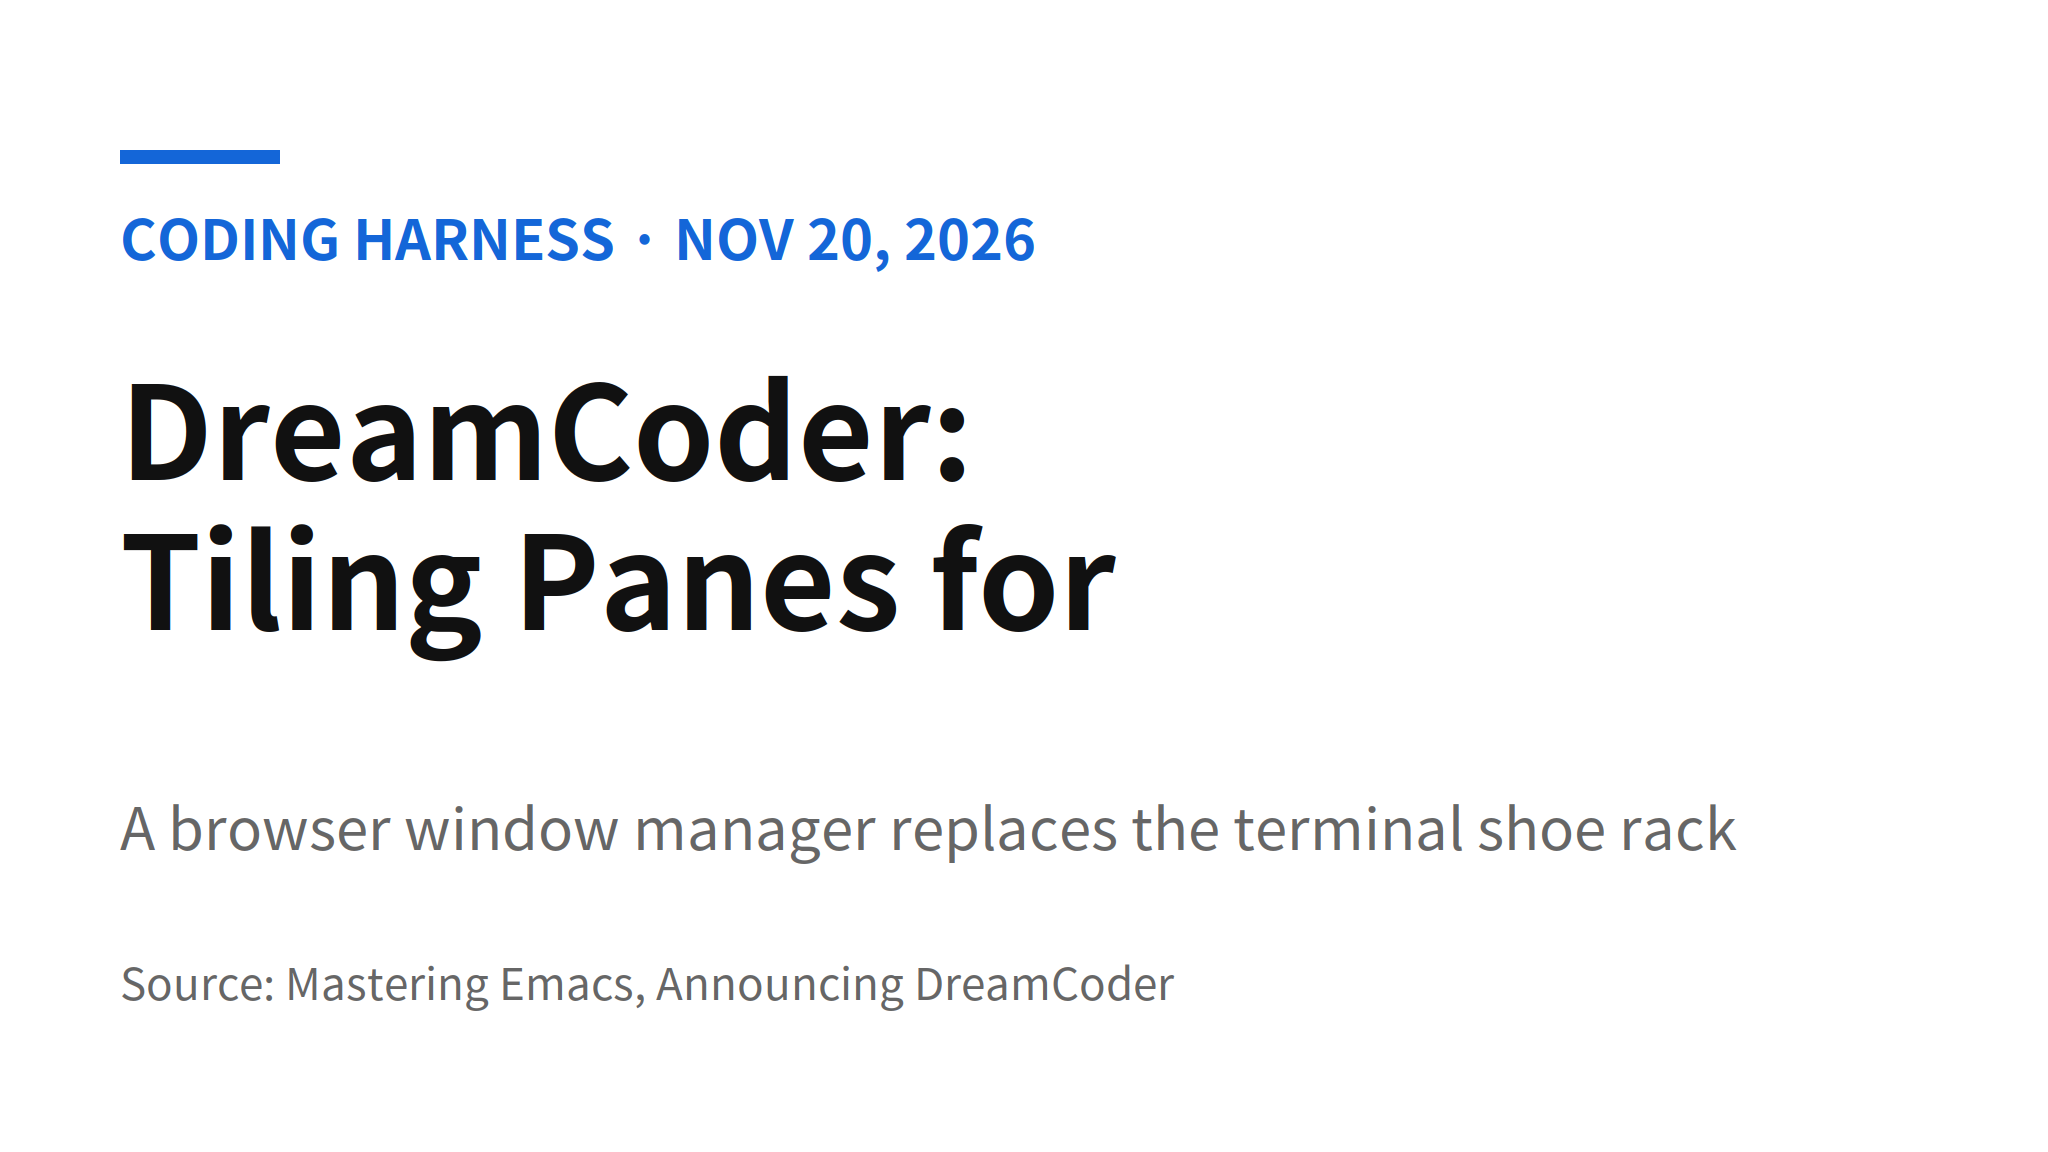 CODING HARNESS · NOV 20, 2026
DreamCoder:
Tiling Panes for
A browser window manager replaces the terminal shoe rack
Source: Mastering Emacs, Announcing DreamCoder